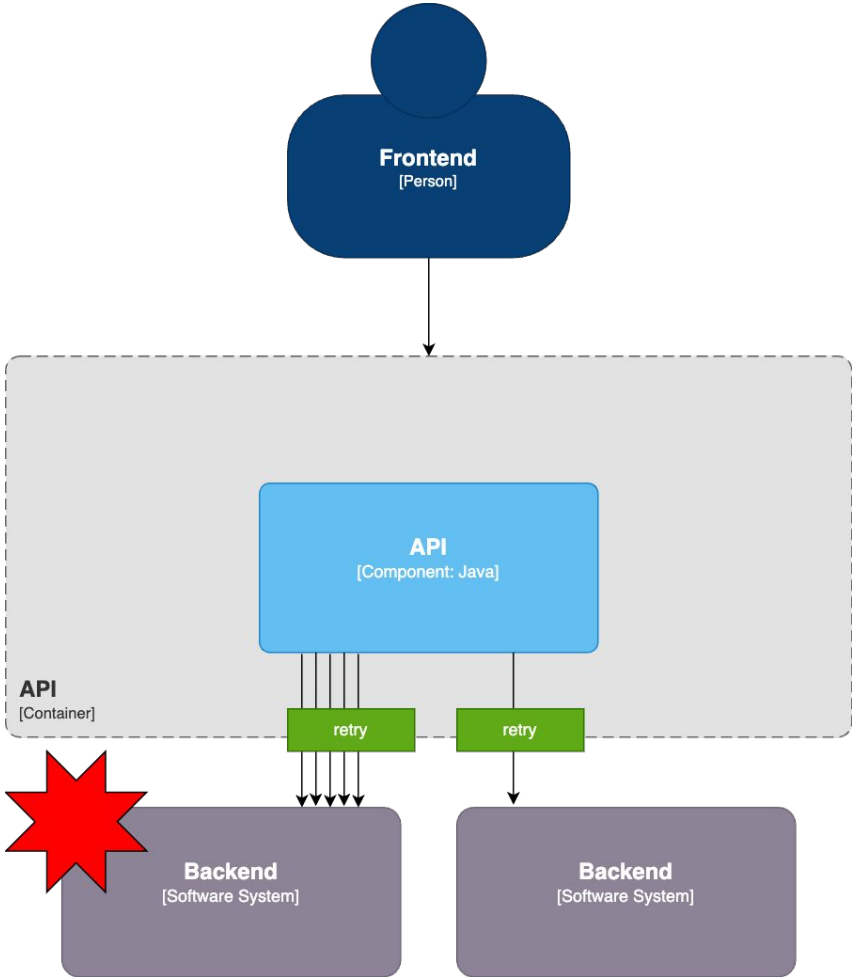 Frontend
[Person]
API
[Component: Java]
API
[Container]
retry
retry
Backend
[Software System]
Backend
[Software System]